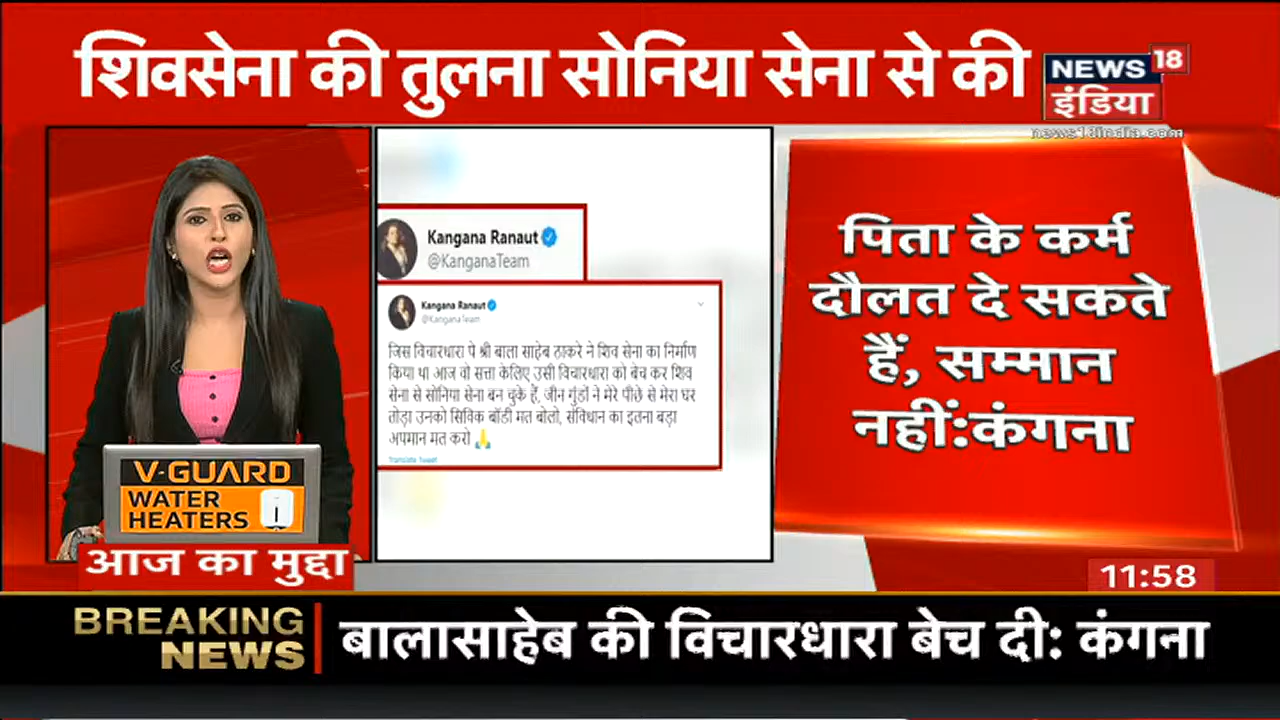 शिवसेना की तुलना सोनिया सेना से की
NEWS 18
इंडिया
news18india.com
Kangana Ranaut
@KanganaTeam
Kangana Ranaut
@KanganaTeam
जिस विचारधारा पे श्री बाला साहेब ठाकरे ने शिव सेना का निर्माण
किया था आज वो सत्ता केलिए उसी विचारधारा को बेच कर शिव
सेना से सोनिया सेना बन चुके हैं, जीन गुंडों ने मेरे पीछे से मेरा घर
तोड़ा उनको सिविक बॉडी मत बोलो, संविधान का इतना बड़ा
अपमान मत करो 🙏
Translate Tweet
पिता के कर्म
दौलत दे सकते
हैं, सम्मान
नहीं:कंगना
V-GUARD
WATER
HEATERS
आज का मुद्दा
11:58
BREAKING
NEWS
बालासाहेब की विचारधारा बेच दी: कंगना